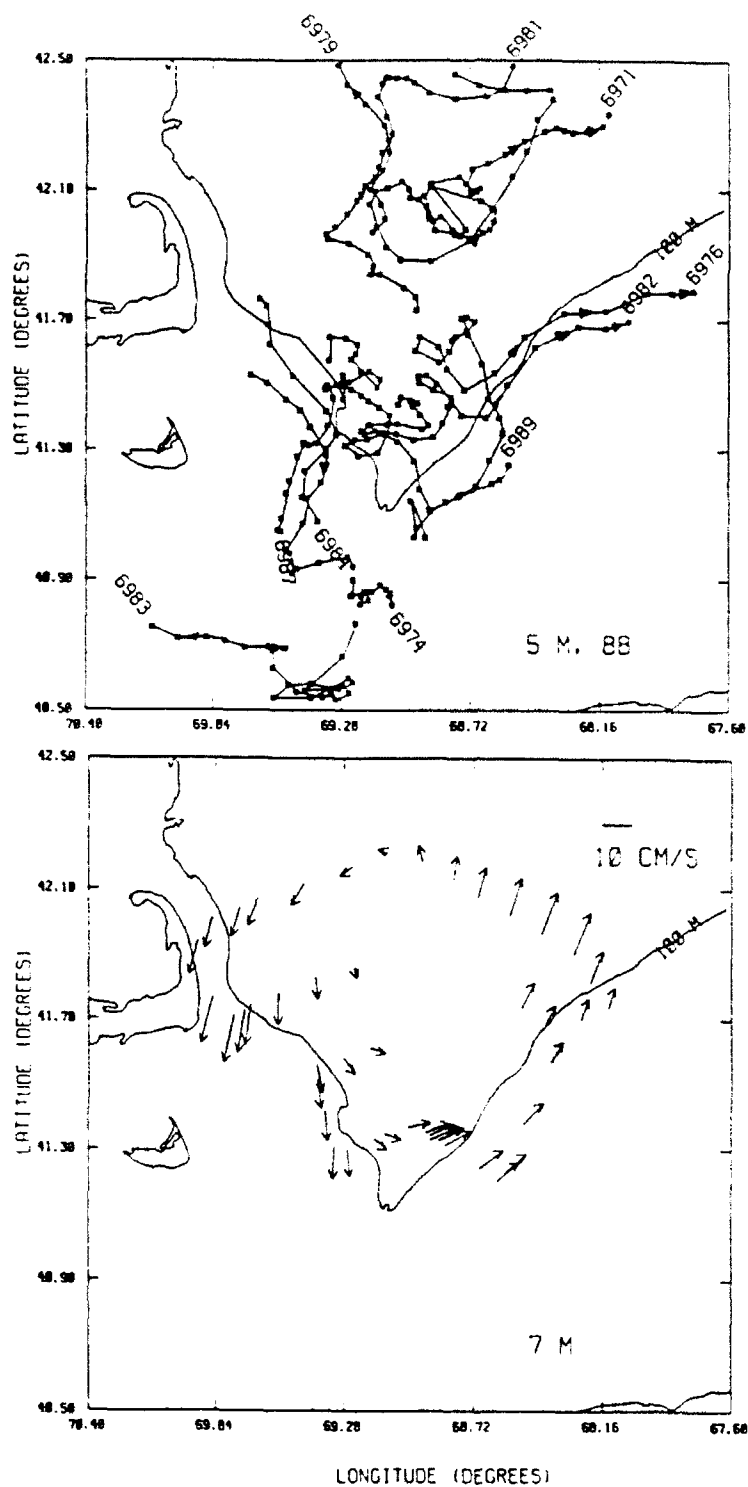 6979
6981
42.50
6971
42.10
100 M
6976
6982
41.70
LATITUDE (DEGREES)
6989
41.30
6987
6984
40.90
6983
6974
5 M, 88
40.50
70.40 69.84 69.28 68.72 68.16 67.60
42.50
10 CM/S
42.10
100 M
41.70
LATITUDE (DEGREES)
41.30
40.90
7 M
40.50
70.40 69.84 69.28 68.72 68.16 67.60
LONGITUDE (DEGREES)